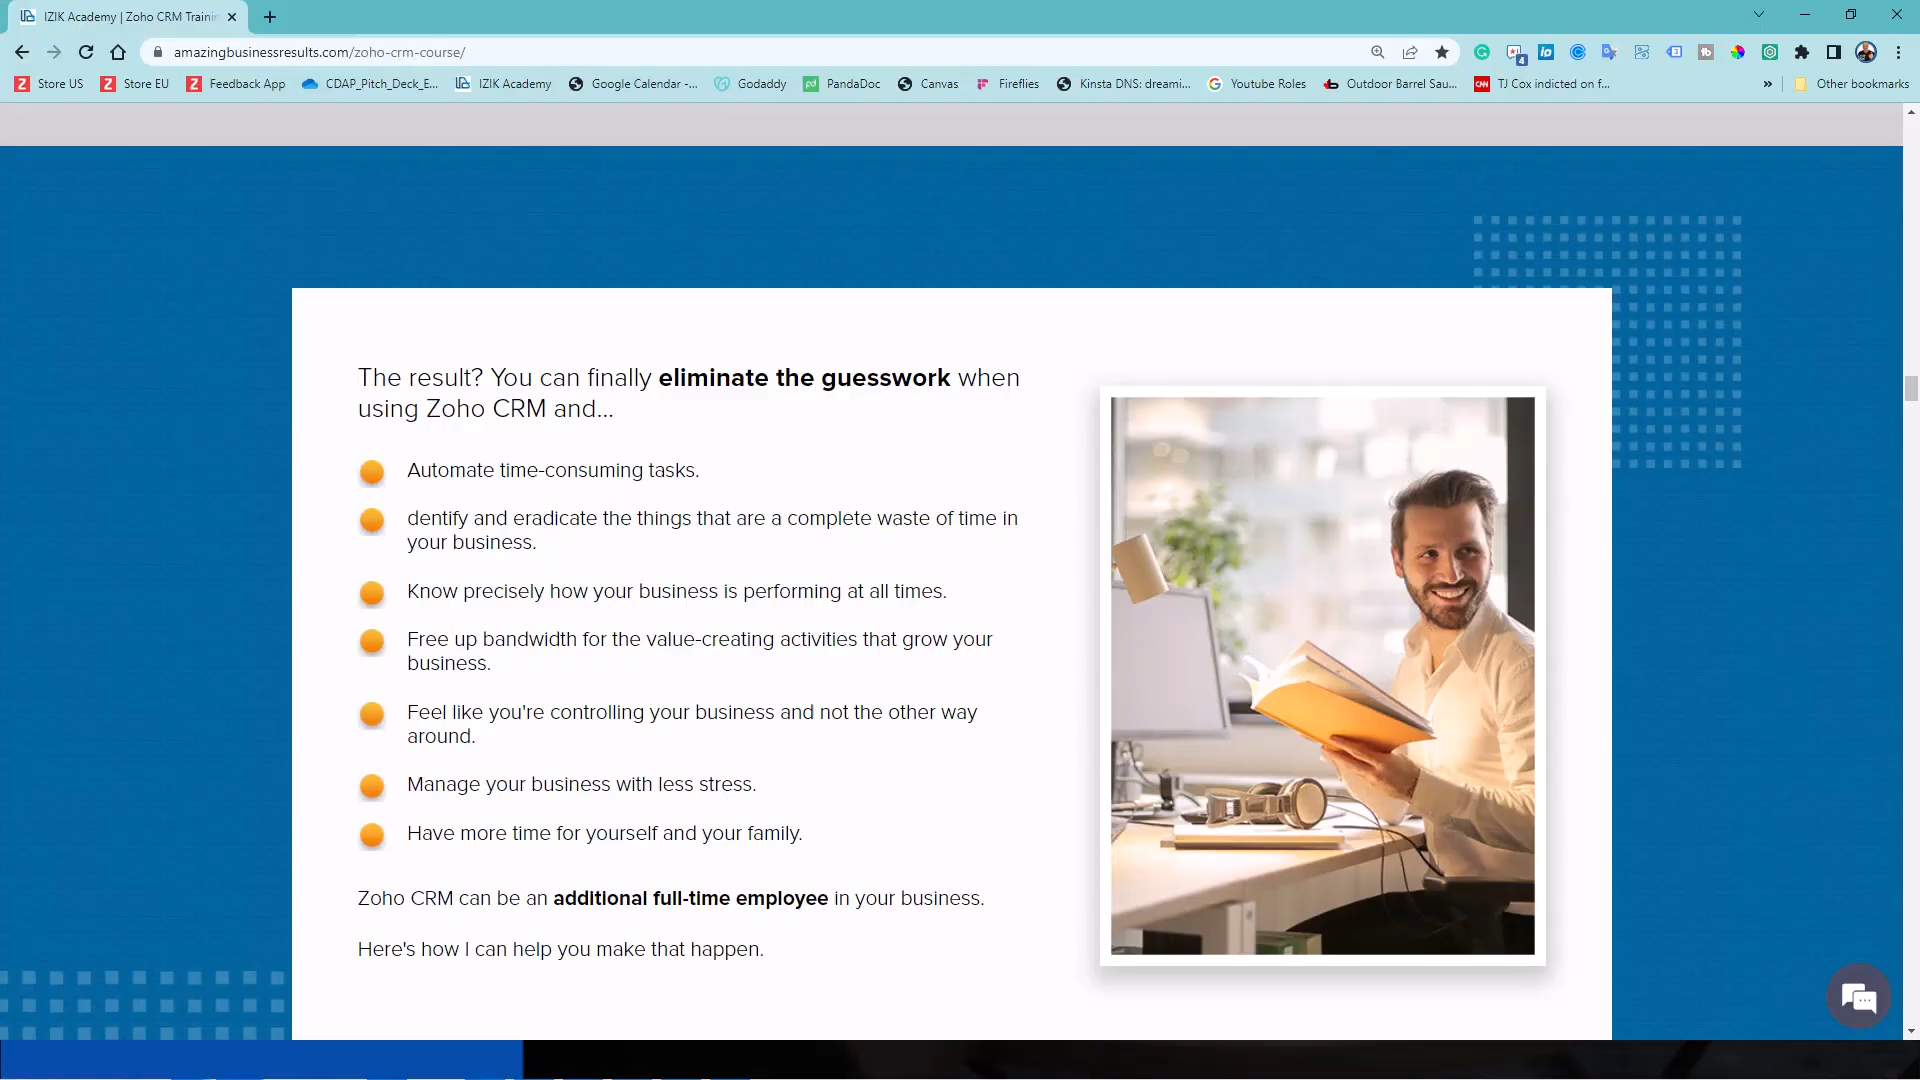 IZIK Academy | Zoho CRM Trainin
amazingbusinessresults.com/zoho-crm-course/
Store US
Store EU
Feedback App
CDAP_Pitch_Deck_E...
IZIK Academy
Google Calendar -...
Godaddy
PandaDoc
Canvas
Fireflies
Kinsta DNS: dreami...
Youtube Roles
Outdoor Barrel Sau...
TJ Cox indicted on f...
»
Other bookmarks
The result? You can finally eliminate the guesswork when
using Zoho CRM and...
Automate time-consuming tasks.
dentify and eradicate the things that are a complete waste of time in
your business.
Know precisely how your business is performing at all times.
Free up bandwidth for the value-creating activities that grow your
business.
Feel like you're controlling your business and not the other way
around.
Manage your business with less stress.
Have more time for yourself and your family.
Zoho CRM can be an additional full-time employee in your business.
Here's how I can help you make that happen.